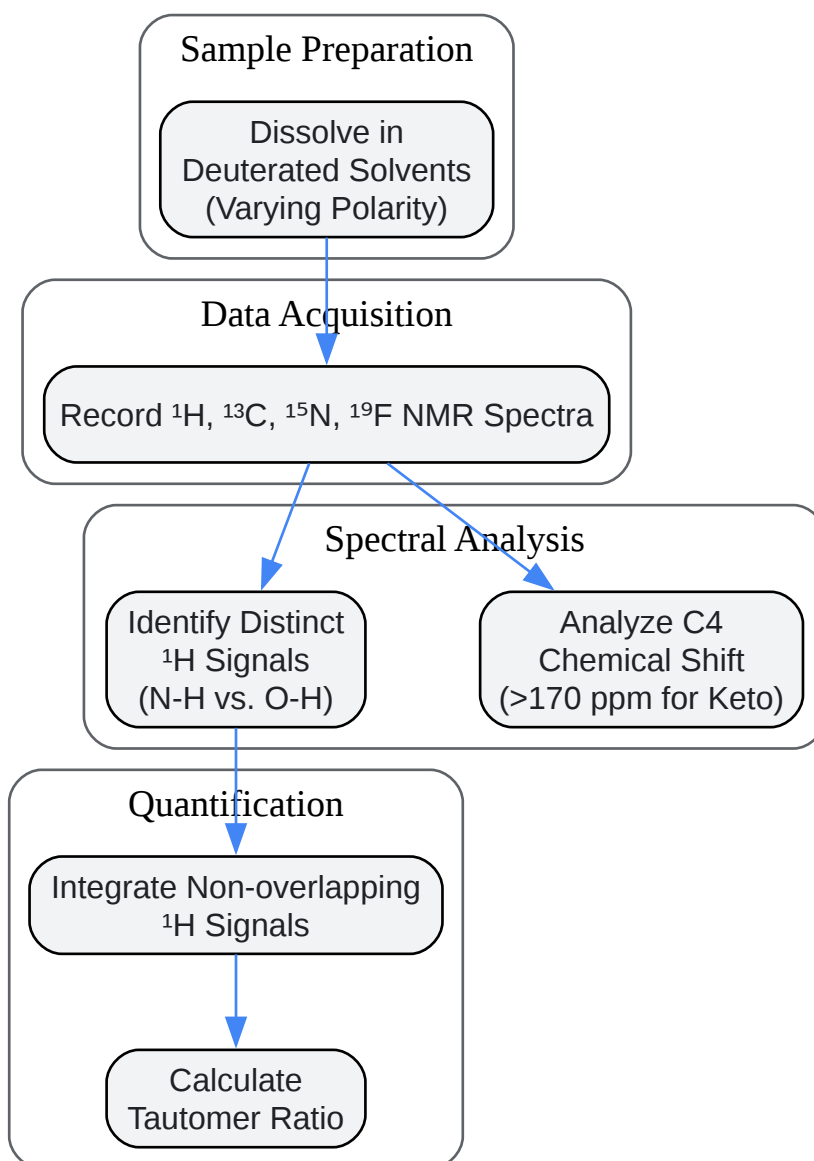 Sample Preparation
Dissolve in
Deuterated Solvents
(Varying Polarity)
Data Acquisition
Record ¹H, ¹³C, ¹⁵N, ¹⁹F NMR Spectra
Spectral Analysis
Identify Distinct
¹H Signals
(N-H vs. O-H)
Analyze C4
Chemical Shift
(>170 ppm for Keto)
Quantification
Integrate Non-overlapping
¹H Signals
Calculate
Tautomer Ratio